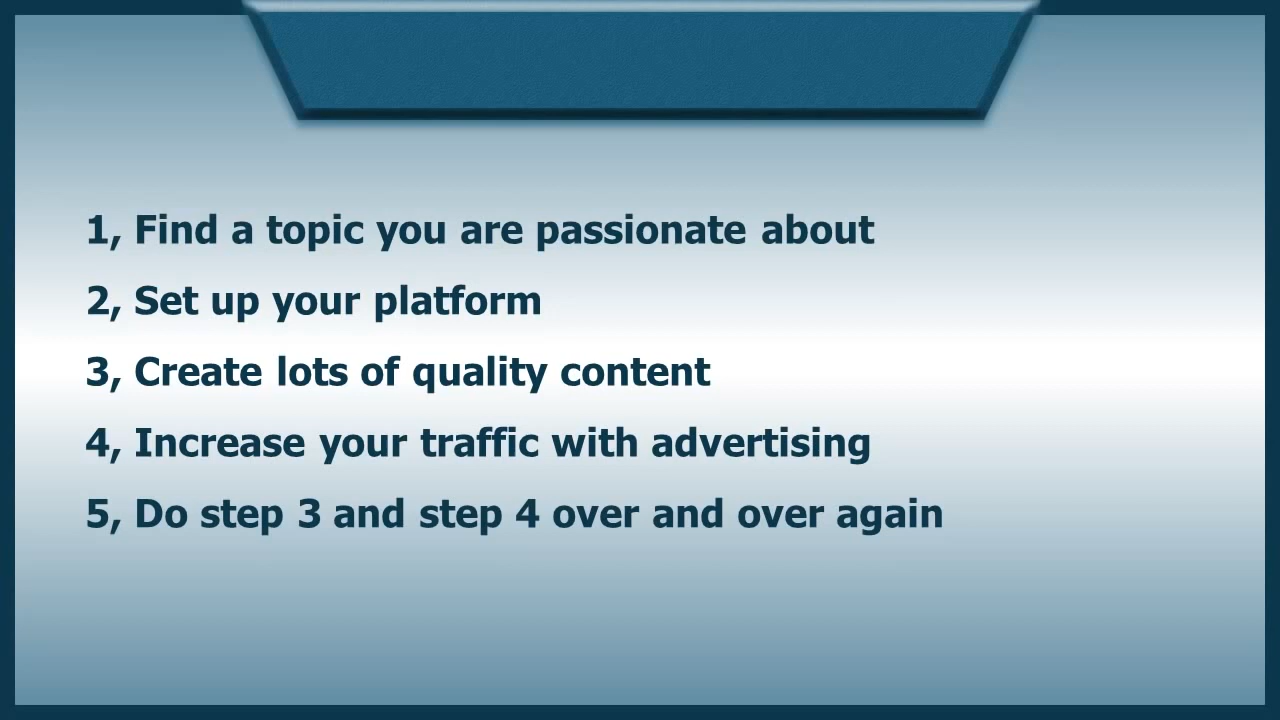 1, Find a topic you are passionate about
2, Set up your platform
3, Create lots of quality content
4, Increase your traffic with advertising
5, Do step 3 and step 4 over and over again